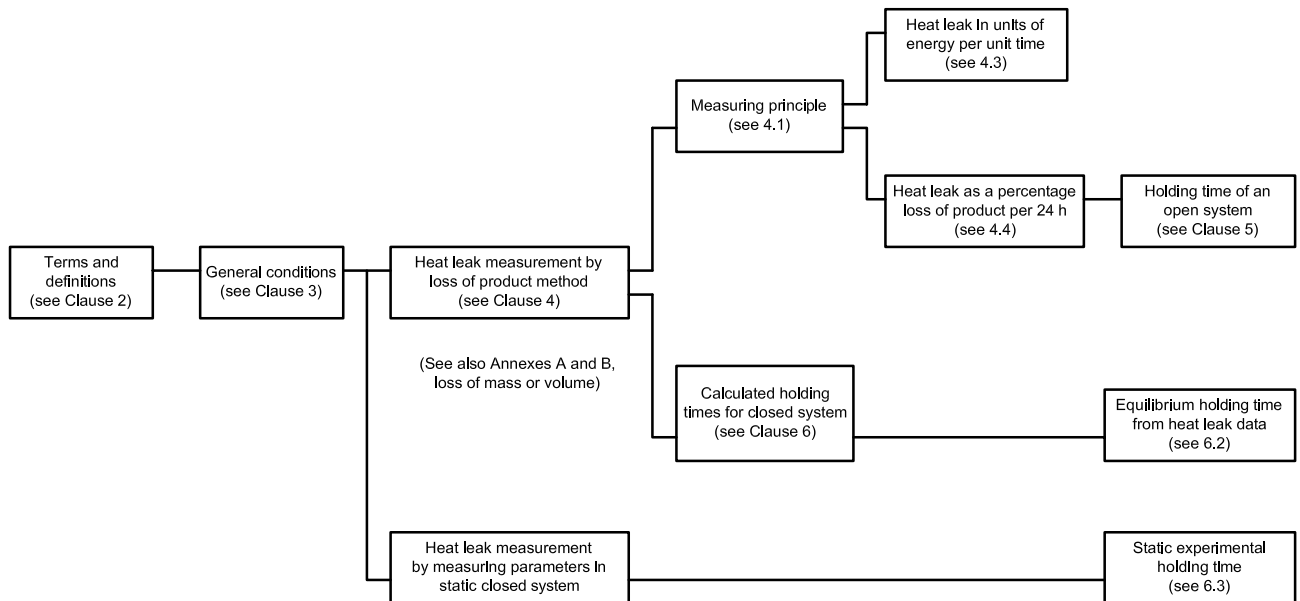 Heat leak in units of
energy per unit time
(see 4.3)
Measuring principle
(see 4.1)
Heat leak as a percentage
loss of product per 24 h
(see 4.4)
Holding time of an
open system
(see Clause 5)
Terms and
definitions
(see Clause 2)
General conditions
(see Clause 3)
Heat leak measurement by
loss of product method
(see Clause 4)
(See also Annexes A and B,
loss of mass or volume)
Calculated holding
times for closed system
(see Clause 6)
Equilibrium holding time
from heat leak data
(see 6.2)
Heat leak measurement
by measuring parameters in
static closed system
Static experimental
holding time
(see 6.3)